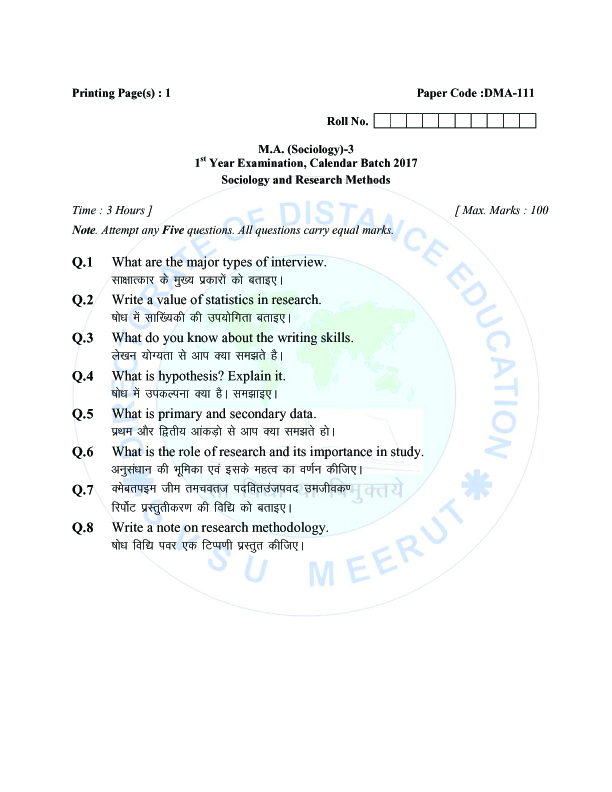 Printing Page(s) : 1 Paper Code :DMA-111
Roll No.
M.A. (Sociology)-3
1st Year Examination, Calendar Batch 2017
Sociology and Research Methods
Time : 3 Hours ] [ Max. Marks : 100
Note. Attempt any Five questions. All questions carry equal marks.
Q.1 What are the major types of interview.
साक्षात्कार के मुख्य प्रकारों को बताइए।
Q.2 Write a value of statistics in research.
षोध में साख्यिकी की उपयोगिता बताइए।
Q.3 What do you know about the writing skills.
लेखन योग्यता से आप क्या समझते है।
Q.4 What is hypothesis? Explain it.
षोध में उपकल्पना क्या है। समझाइए।
Q.5 What is primary and secondary data.
प्रथम और द्वितीय आंकड़ो से आप क्या समझते हो।
Q.6 What is the role of research and its importance in study.
अनुसंधान की भूमिका एवं इसके महत्व का वर्णन कीजिए।
Q.7 क्मेबतपइम जीम तमचवतज पदवितउंजपवद उमजीवकण्
रिर्पोट प्रस्तुतीकरण की विद्यि को बताइए।
Q.8 Write a note on research methodology.
षोध विद्यि पवर एक टिप्पणी प्रस्तुत कीजिए।
DIRECTORATE OF DISTANCE EDUCATION
SVSU MEERUT
सा विद्या या विमुक्तये